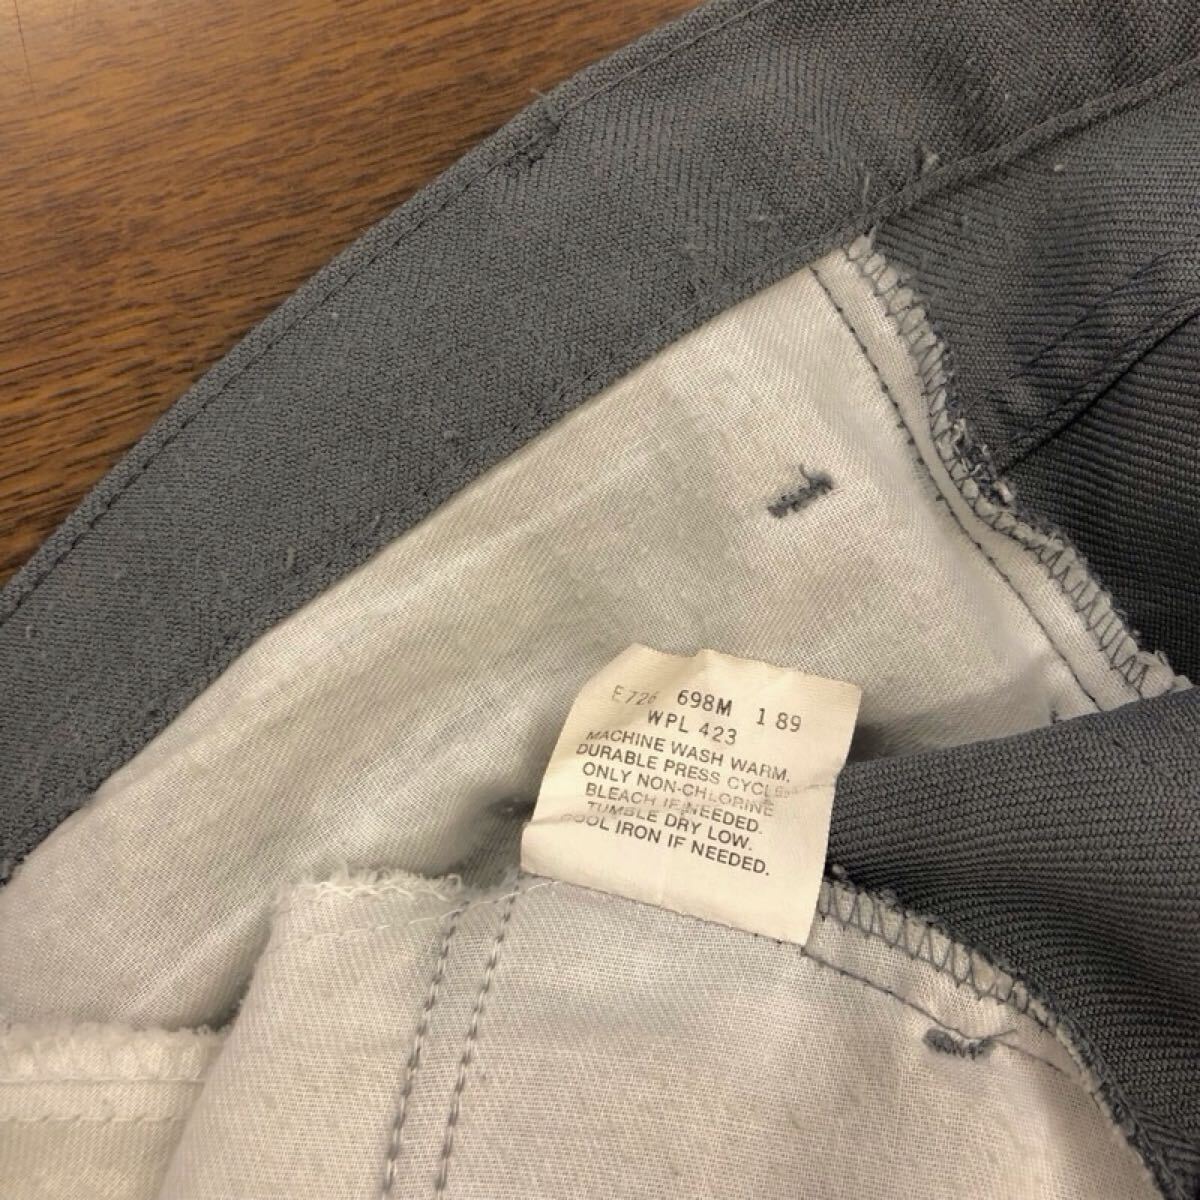 E 726 698M 1 89
WPL 423
MACHINE WASH WARM,
DURABLE PRESS CYCLE.
ONLY NON-CHLORINE
BLEACH IF NEEDED.
TUMBLE DRY LOW.
COOL IRON IF NEEDED.